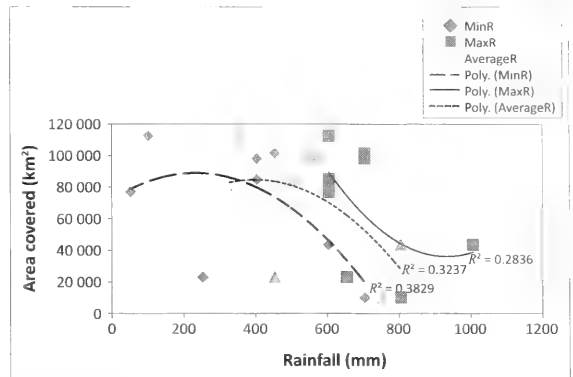 MinR
MaxR
AverageR
Poly. (MinR)
Poly. (MaxR)
Poly. (AverageR)
Area covered (km²)
120 000
100 000
80 000
60 000
40 000
20 000
0
R² = 0.2836
R² = 0.3237
R² = 0.3829
0 200 400 600 800 1000 1200
Rainfall (mm)